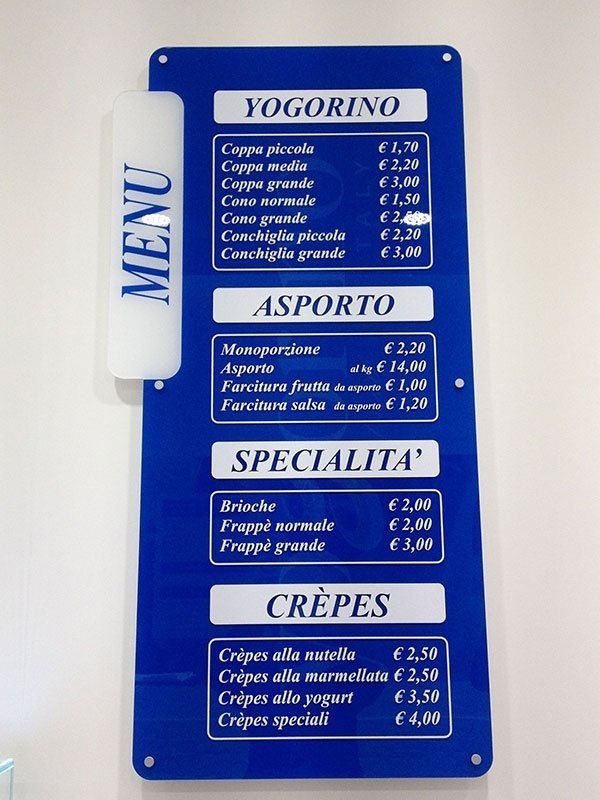 MENU
YOGORINO
Coppa piccola € 1,70
Coppa media € 2,20
Coppa grande € 3,00
Cono normale € 1,50
Cono grande
Conchiglia piccola € 2,20
Conchiglia grande € 3,00
ASPORTO
Monoporzione € 2,20
Asporto al kg € 14,00
Farcitura frutta da asporto € 1,00
Farcitura salsa da asporto € 1,20
SPECIALITA’
Brioche € 2,00
Frappè normale € 2,00
Frappè grande € 3,00
CRÈPES
Crèpes alla nutella € 2,50
Crèpes alla marmellata € 2,50
Crèpes allo yogurt € 3,50
Crèpes speciali € 4,00